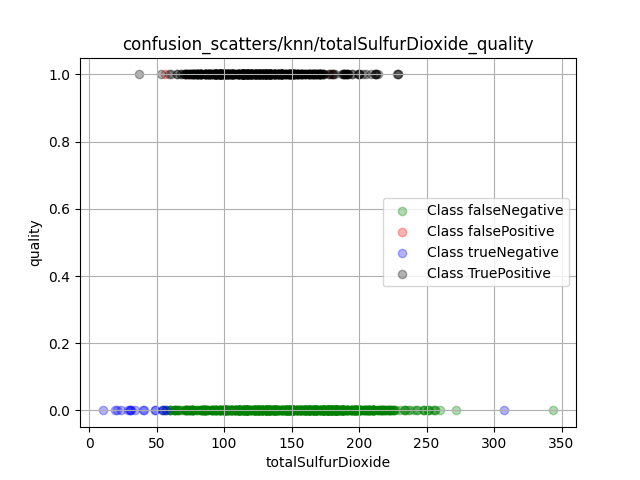 confusion_scatters/knn/totalSulfurDioxide_quality
1.0
0.8
0.6
0.4
0.2
0.0
quality
Class falseNegative
Class falsePositive
Class trueNegative
Class TruePositive
0 50 100 150 200 250 300 350
totalSulfurDioxide